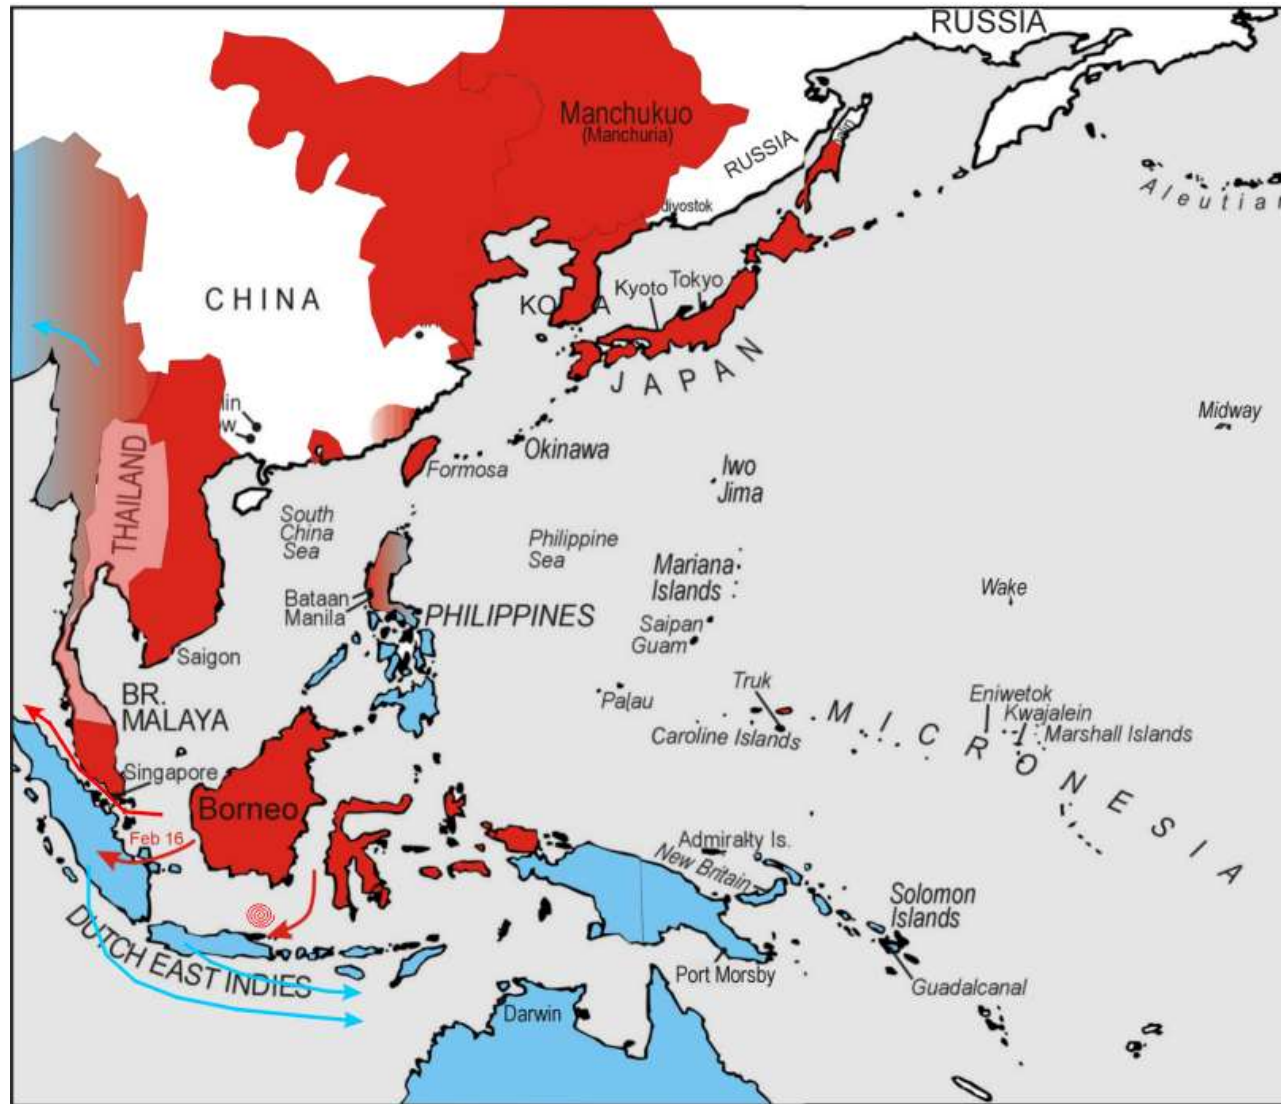 RUSSIA
Manchukuo
(Manchuria)
RUSSIA
Aleutian
CHINA
Kyoto
Tokyo
JAPAN
Midway
THAILAND
Formosa
Okinawa
Iwo
Jima
South
China
Sea
Philippine
Sea
Mariana
Islands
Wake
Bataan
Manila
PHILIPPINES
Saipan
Guam
Saigon
BR.
MALAYA
Palau
Truk
Caroline Islands
MICRONESIA
Eniwetok
Kwajalein
Marshall Islands
Singapore
Borneo
Feb 16
Admiralty Is.
New Britain
Solomon
Islands
DUTCH EAST INDIES
Port Morsby
Guadalcanal
Darwin